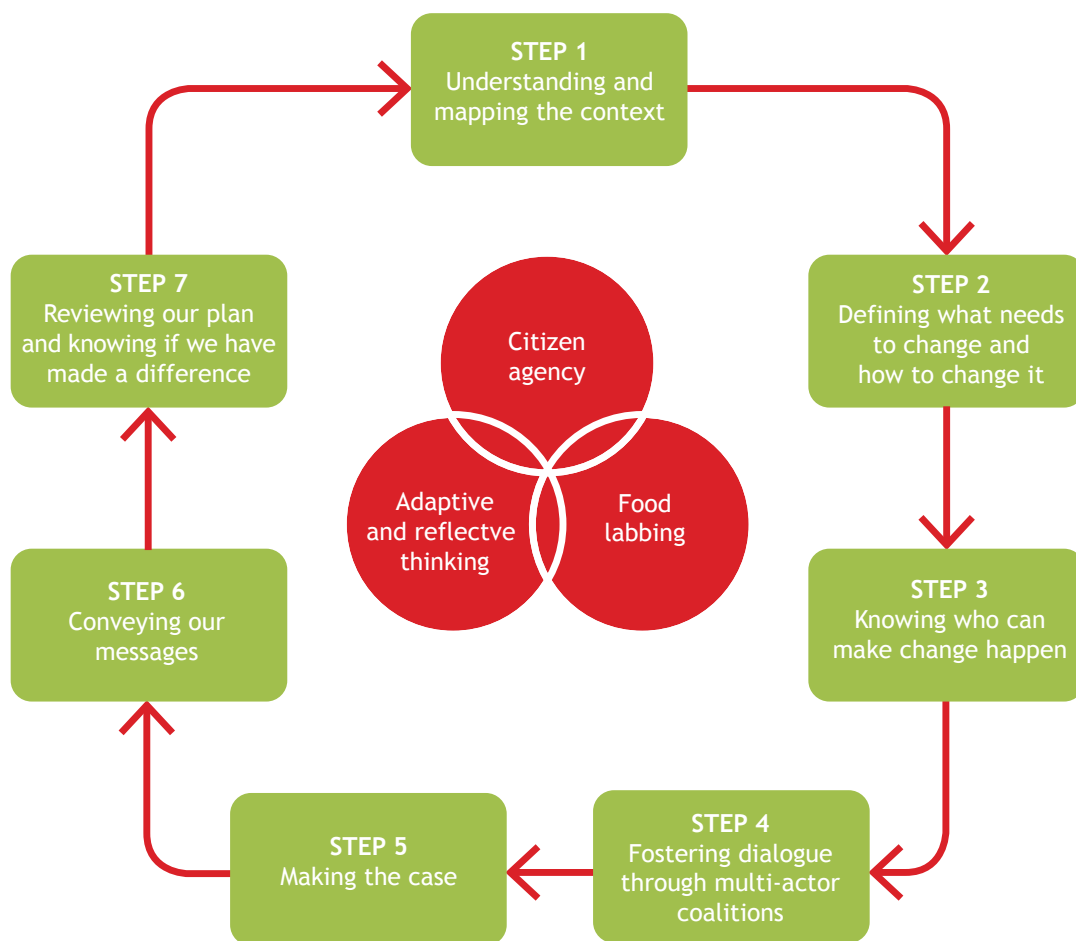 STEP 1
Understanding and
mapping the context
STEP 2
Defining what needs
to change and
how to change it
STEP 3
Knowing who can
make change happen
STEP 4
Fostering dialogue
through multi-actor
coalitions
STEP 5
Making the case
STEP 6
Conveying our
messages
STEP 7
Reviewing our plan
and knowing if we have
made a difference
Citizen
agency
Adaptive
and reflectve
thinking
Food
labbing